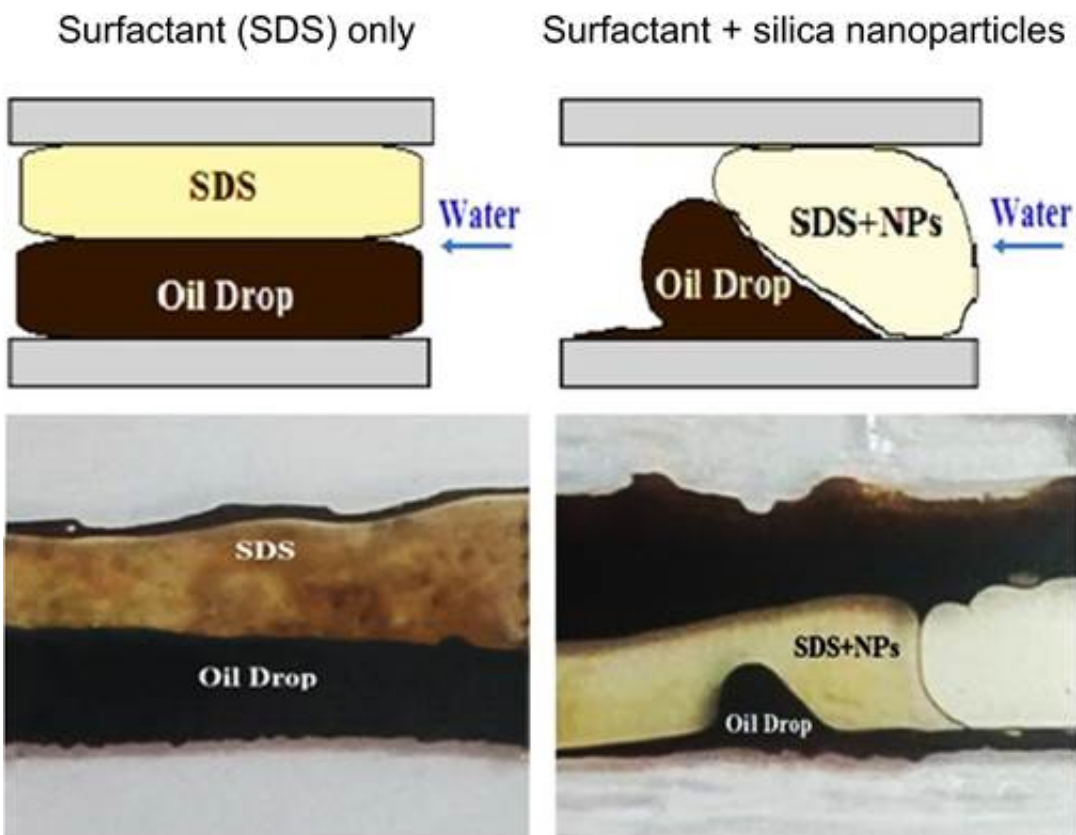 Surfactant (SDS) only
Surfactant + silica nanoparticles
SDS
Water
Oil Drop
SDS+NPs
Water
Oil Drop
SDS
Oil Drop
SDS+NPs
Oil Drop